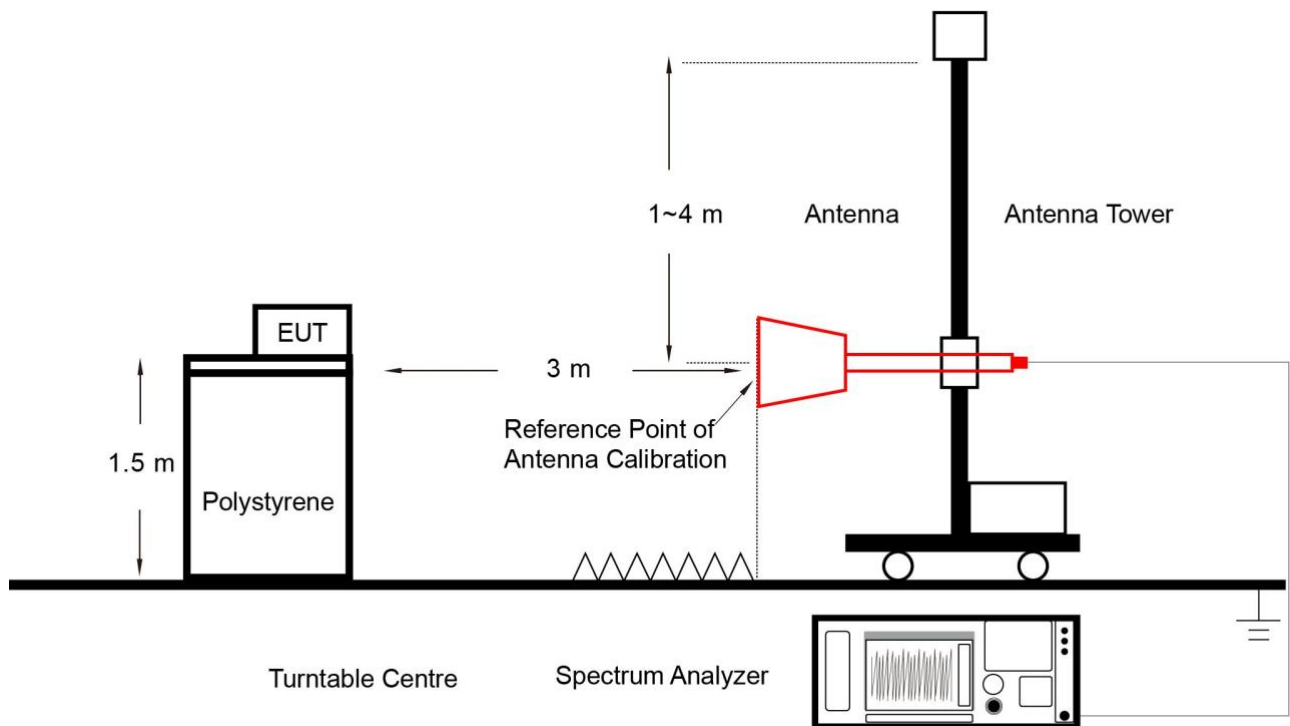 1~4 m
Antenna
Antenna Tower
EUT
3 m
Reference Point of
Antenna Calibration
1.5 m
Polystyrene
Turntable Centre
Spectrum Analyzer